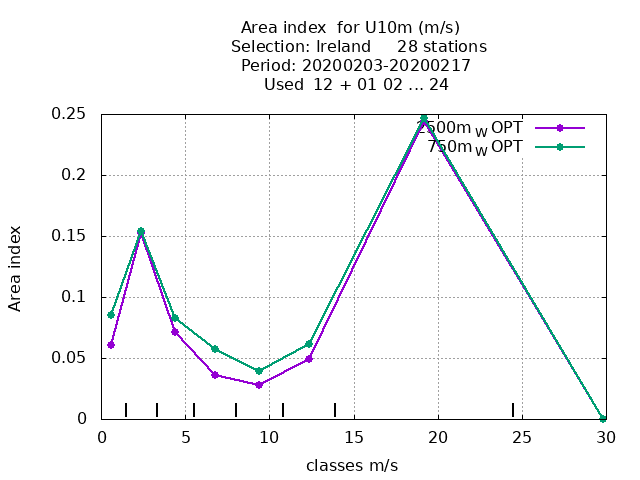 Area index  for U10m (m/s)
Selection: Ireland     28 stations
Period: 20200203-20200217
Used  12 + 01 02 ... 24
2500m W OPT
750m W OPT
0.25
0.2
0.15
0.1
0.05
0
Area index
0 5 10 15 20 25 30
classes m/s